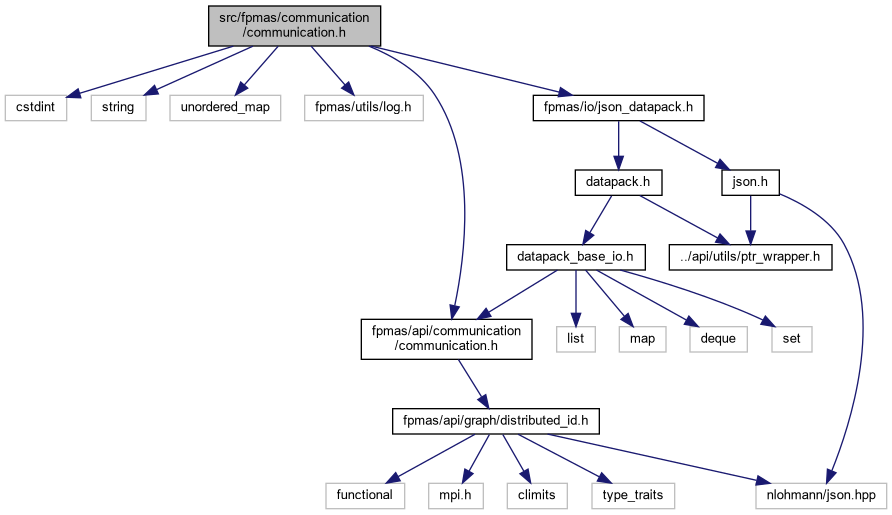 src/fpmas/communication
/communication.h
cstdint
string
unordered_map
fpmas/utils/log.h
fpmas/io/json_datapack.h
datapack.h
json.h
datapack_base_io.h
../api/utils/ptr_wrapper.h
fpmas/api/communication
/communication.h
list
map
deque
set
fpmas/api/graph/distributed_id.h
functional
mpi.h
climits
type_traits
nlohmann/json.hpp